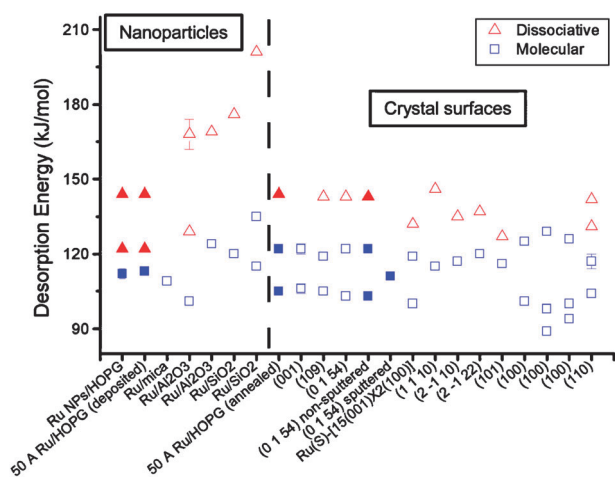 Nanoparticles
Dissociative
Molecular
Crystal surfaces
Desorption Energy (kJ/mol)
210
180
150
120
90
Ru NPs/HOPG
50 A Ru/HOPG (deposited)
Ru/mica
Ru/Al2O3
Ru/Al2O3
Ru/SiO2
Ru/SiO2
50 A Ru/HOPG (annealed)
(001)
(109)
(0 1 54)
(0 1 54) non-sputtered
(0 1 54) sputtered
Ru(S)-[15(001)X2(100)]
(1 1 10)
(2-1 10)
(2 -1 22)
(101)
(100)
(100)
(100)
(110)